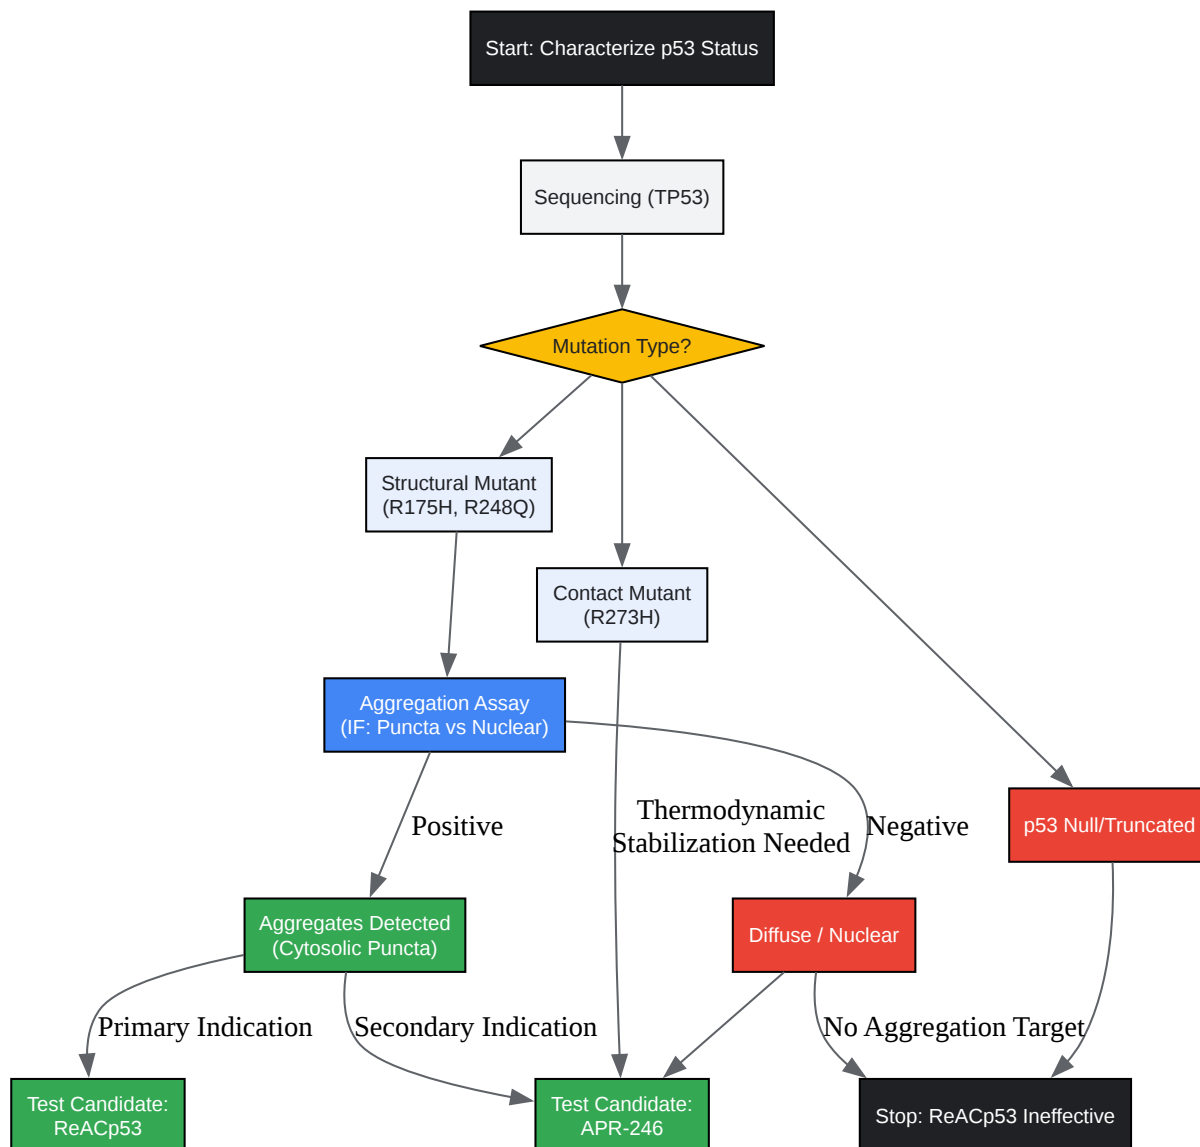 Start: Characterize p53 Status
Sequencing (TP53)
Mutation Type?
Structural Mutant
(R175H, R248Q)
Contact Mutant
(R273H)
Aggregation Assay
(IF: Puncta vs Nuclear)
Positive
Thermodynamic
Stabilization Needed
Negative
p53 Null/Truncated
Aggregates Detected
(Cytosolic Puncta)
Diffuse / Nuclear
Primary Indication
Secondary Indication
No Aggregation Target
Test Candidate:
ReACp53
Test Candidate:
APR-246
Stop: ReACp53 Ineffective